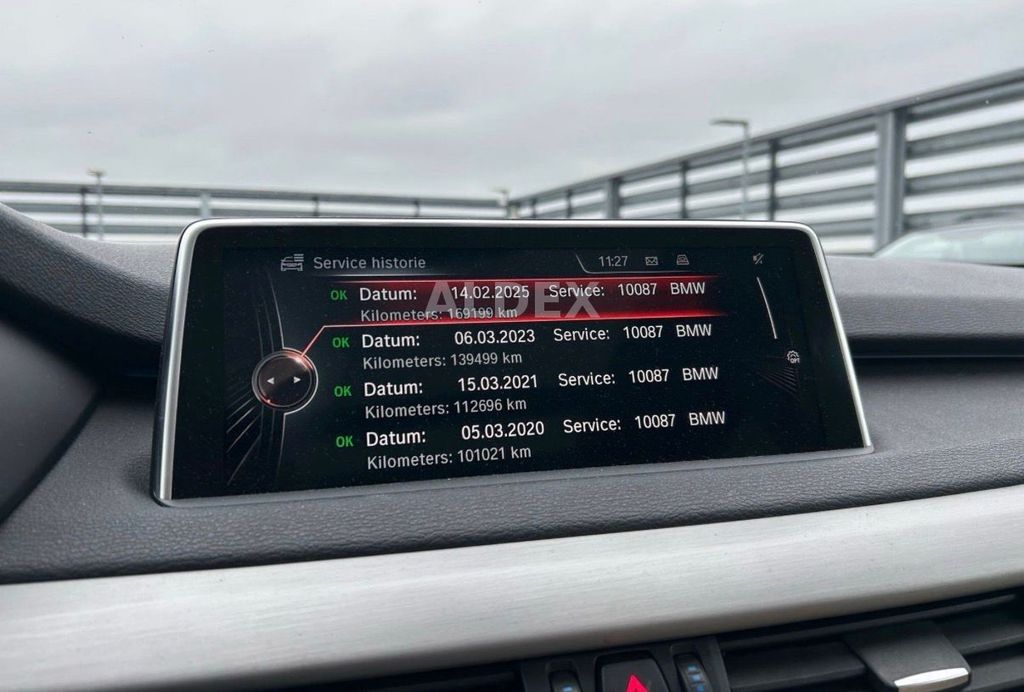 Service historie 11:27
OK Datum: 14.02.2025 Service: 10087 BMW
ALDEX
Kilometers: 169199 km
OK Datum: 06.03.2023 Service: 10087 BMW
Kilometers: 139499 km
OK Datum: 15.03.2021 Service: 10087 BMW
Kilometers: 112696 km
OK Datum: 05.03.2020 Service: 10087 BMW
Kilometers: 101021 km
OFF